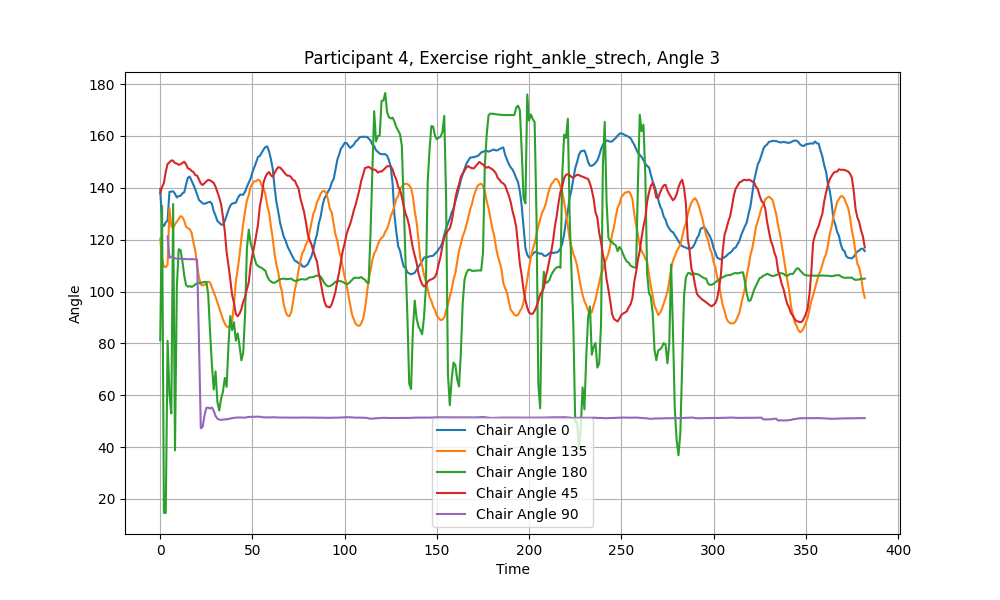 Participant 4, Exercise right_ankle_strech, Angle 3
180
160
140
120
100
80
60
40
20
Angle
Chair Angle 0
Chair Angle 135
Chair Angle 180
Chair Angle 45
Chair Angle 90
0 50 100 150 200 250 300 350 400
Time